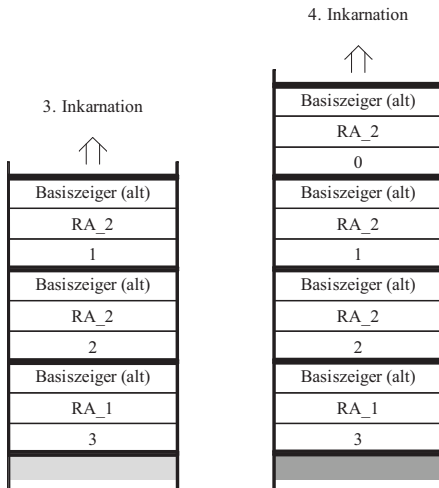 3. Inkarnation
Basiszeiger (alt)
RA_2
1
Basiszeiger (alt)
RA_2
2
Basiszeiger (alt)
RA_1
3
4. Inkarnation
Basiszeiger (alt)
RA_2
0
Basiszeiger (alt)
RA_2
1
Basiszeiger (alt)
RA_2
2
Basiszeiger (alt)
RA_1
3